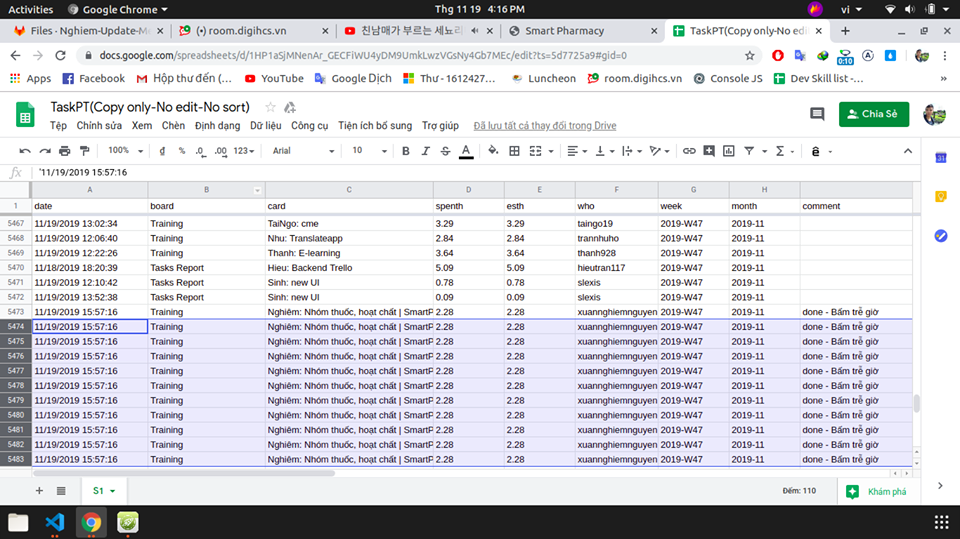 Activities Google Chrome Thg 11 19 4:16 PM vi
Files · Nghiem-Update-Me (•) room.digihcs.vn 친남매가 부르는 세뇨리 Smart Pharmacy TaskPT(Copy only-No edi
docs.google.com/spreadsheets/d/1HP1aSjMNenAr_GECFiWU4yDM9UmkLwzVGsNy4Gb7MEc/edit?ts=5d7725a9#gid=0 0:10
Apps Facebook Hộp thư đến (... YouTube Google Dịch Thư - 1612427... Luncheon room.digihcs.vn Console JS Dev Skill list -...
TaskPT(Copy only-No edit-No sort)
Chia Sẻ
Tệp Chỉnh sửa Xem Chèn Định dạng Dữ liệu Công cụ Tiện ích bổ sung Trợ giúp Đã lưu tất cả thay đổi trong Drive
100% ₫ % .0 .00 123 Arial 10 B I S A
fx '11/19/2019 15:57:16
A B C D E F G H
1 date board card spenth esth who week month comment
5467 11/19/2019 13:02:34 Training TaiNgo: cme 3.29 3.29 taingo19 2019-W47 2019-11
5468 11/19/2019 12:06:40 Training Nhu: Translateapp 2.84 2.84 trannhuho 2019-W47 2019-11
5469 11/19/2019 12:22:26 Training Thanh: E-learning 3.64 3.64 thanh928 2019-W47 2019-11
5470 11/18/2019 18:20:39 Tasks Report Hieu: Backend Trello 5.09 5.09 hieutran117 2019-W47 2019-11
5471 11/19/2019 12:10:42 Tasks Report Sinh: new UI 0.78 0.78 slexis 2019-W47 2019-11
5472 11/19/2019 13:52:38 Tasks Report Sinh: new UI 0.09 0.09 slexis 2019-W47 2019-11
5473 11/19/2019 15:57:16 Training Nghiêm: Nhóm thuốc, hoạt chất | SmartP 2.28 2.28 xuannghiemnguyen 2019-W47 2019-11 done - Bấm trễ giờ
5474 11/19/2019 15:57:16 Training Nghiêm: Nhóm thuốc, hoạt chất | SmartP 2.28 2.28 xuannghiemnguyen 2019-W47 2019-11 done - Bấm trễ giờ
5475 11/19/2019 15:57:16 Training Nghiêm: Nhóm thuốc, hoạt chất | SmartP 2.28 2.28 xuannghiemnguyen 2019-W47 2019-11 done - Bấm trễ giờ
5476 11/19/2019 15:57:16 Training Nghiêm: Nhóm thuốc, hoạt chất | SmartP 2.28 2.28 xuannghiemnguyen 2019-W47 2019-11 done - Bấm trễ giờ
5477 11/19/2019 15:57:16 Training Nghiêm: Nhóm thuốc, hoạt chất | SmartP 2.28 2.28 xuannghiemnguyen 2019-W47 2019-11 done - Bấm trễ giờ
5478 11/19/2019 15:57:16 Training Nghiêm: Nhóm thuốc, hoạt chất | SmartP 2.28 2.28 xuannghiemnguyen 2019-W47 2019-11 done - Bấm trễ giờ
5479 11/19/2019 15:57:16 Training Nghiêm: Nhóm thuốc, hoạt chất | SmartP 2.28 2.28 xuannghiemnguyen 2019-W47 2019-11 done - Bấm trễ giờ
5480 11/19/2019 15:57:16 Training Nghiêm: Nhóm thuốc, hoạt chất | SmartP 2.28 2.28 xuannghiemnguyen 2019-W47 2019-11 done - Bấm trễ giờ
5481 11/19/2019 15:57:16 Training Nghiêm: Nhóm thuốc, hoạt chất | SmartP 2.28 2.28 xuannghiemnguyen 2019-W47 2019-11 done - Bấm trễ giờ
5482 11/19/2019 15:57:16 Training Nghiêm: Nhóm thuốc, hoạt chất | SmartP 2.28 2.28 xuannghiemnguyen 2019-W47 2019-11 done - Bấm trễ giờ
5483 11/19/2019 15:57:16 Training Nghiêm: Nhóm thuốc, hoạt chất | SmartP 2.28 2.28 xuannghiemnguyen 2019-W47 2019-11 done - Bấm trễ giờ
S1 Đếm: 110 Khám phá